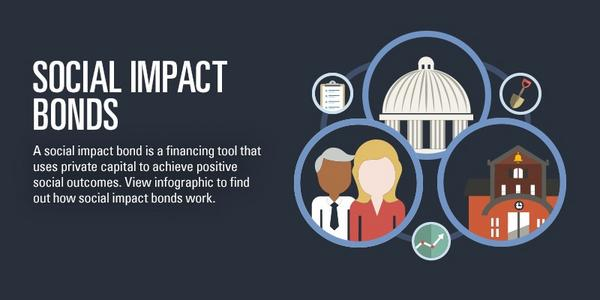 SOCIAL IMPACT
BONDS
A social impact bond is a financing tool that
uses private capital to achieve positive
social outcomes. View infographic to find
out how social impact bonds work.